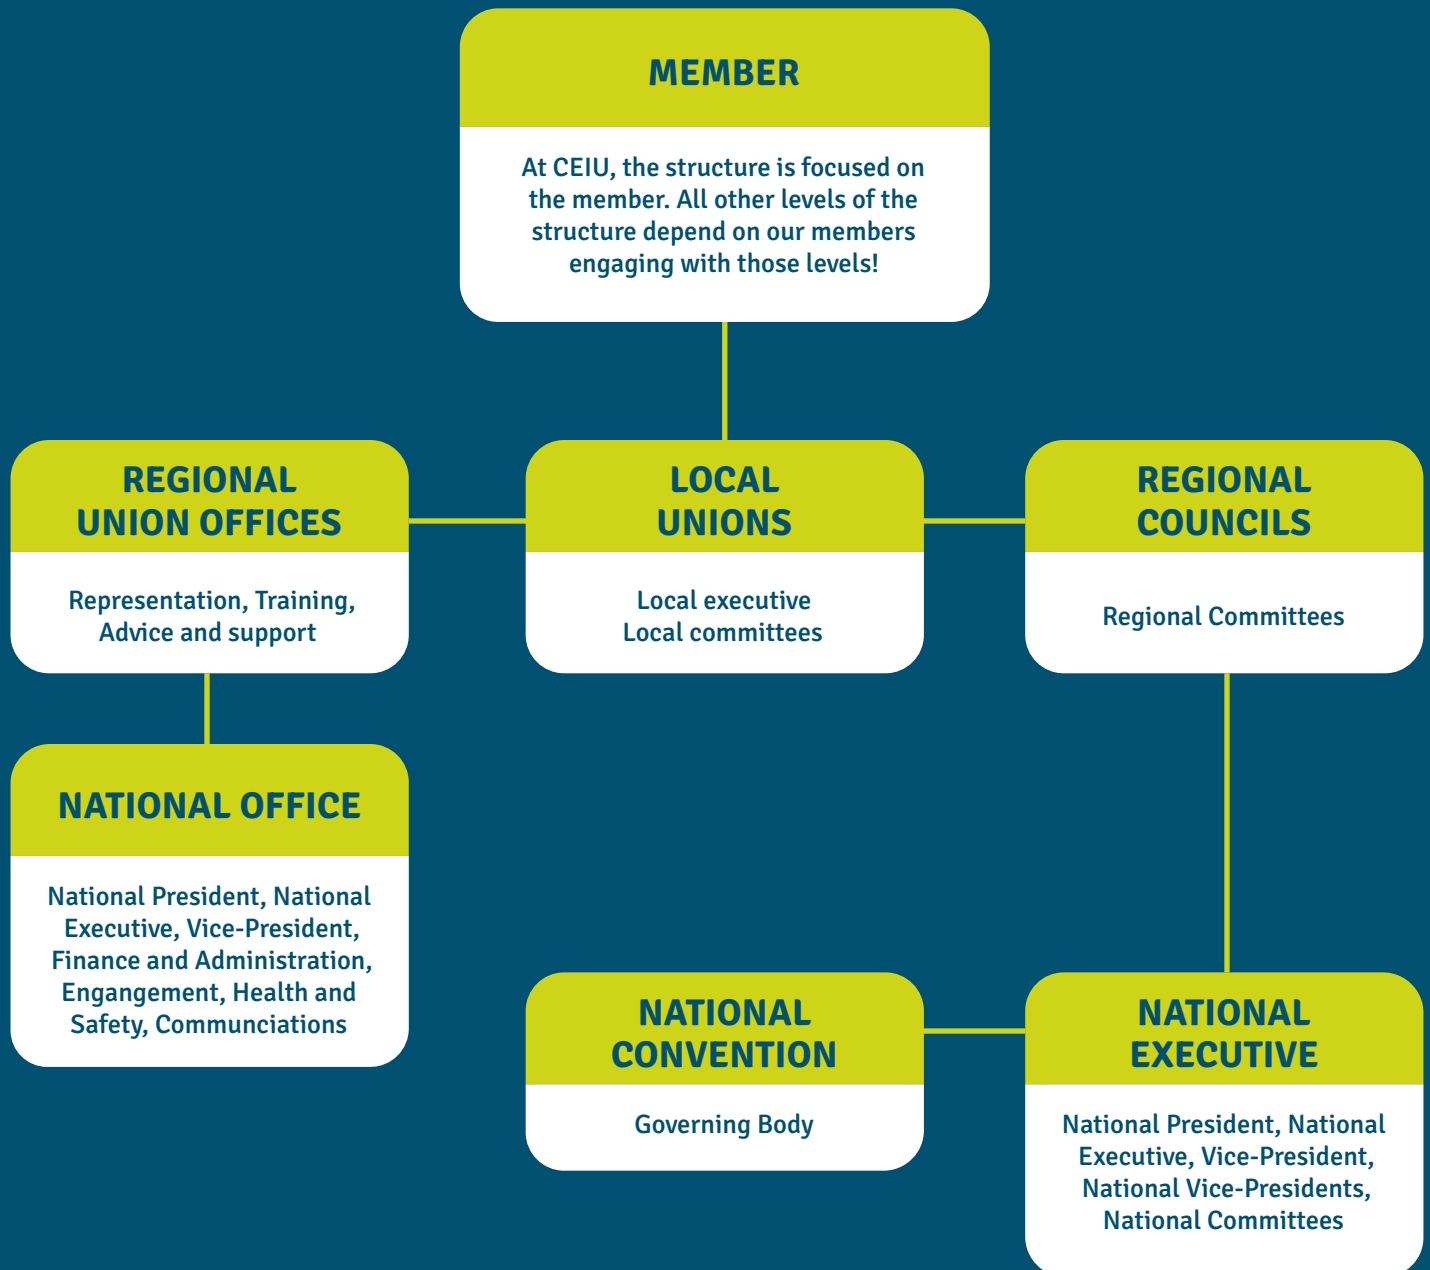 MEMBER
At CEIU, the structure is focused on
the member. All other levels of the
structure depend on our members
engaging with those levels!
REGIONAL
UNION OFFICES
Representation, Training,
Advice and support
LOCAL
UNIONS
Local executive
Local committees
REGIONAL
COUNCILS
Regional Committees
NATIONAL OFFICE
National President, National
Executive, Vice-President,
Finance and Administration,
Engangement, Health and
Safety, Communciations
NATIONAL
CONVENTION
Governing Body
NATIONAL
EXECUTIVE
National President, National
Executive, Vice-President,
National Vice-Presidents,
National Committees